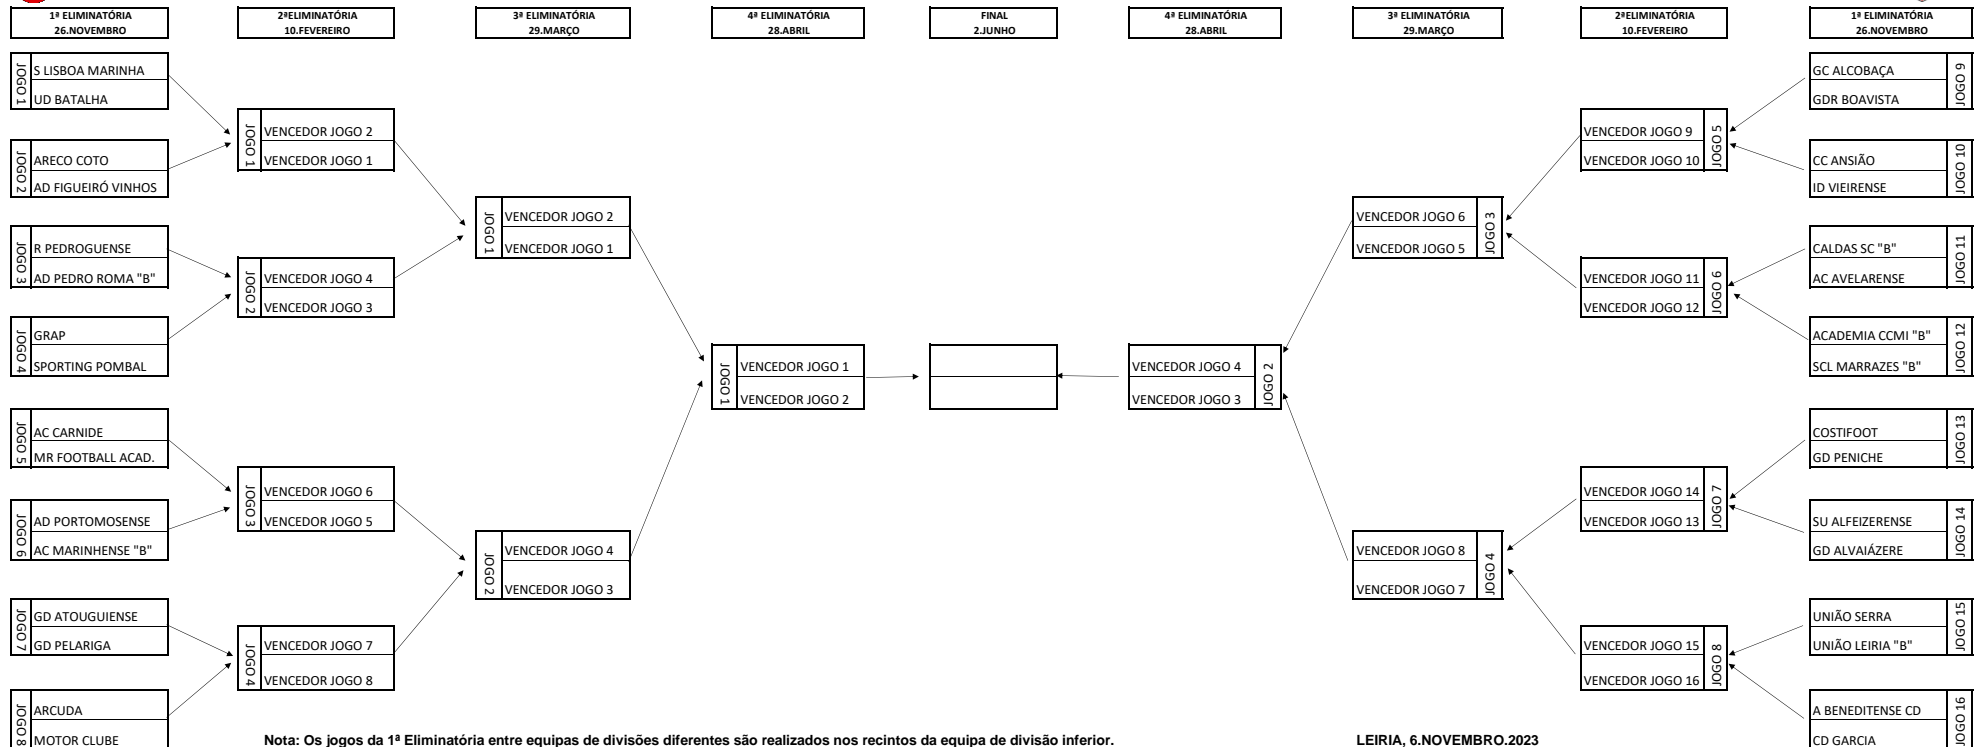 1ª ELIMINATÓRIA
26.NOVEMBRO
2ªELIMINATÓRIA
10.FEVEREIRO
3ª ELIMINATÓRIA
29.MARÇO
4ª ELIMINATÓRIA
28.ABRIL
FINAL
2.JUNHO
4ª ELIMINATÓRIA
28.ABRIL
3ª ELIMINATÓRIA
29.MARÇO
2ªELIMINATÓRIA
10.FEVEREIRO
1ª ELIMINATÓRIA
26.NOVEMBRO
JOGO 1
S LISBOA MARINHA
UD BATALHA
JOGO 2
ARECO COTO
AD FIGUEIRÓ VINHOS
JOGO 3
R PEDROGUENSE
AD PEDRO ROMA "B"
JOGO 4
GRAP
SPORTING POMBAL
JOGO 5
AC CARNIDE
MR FOOTBALL ACAD.
JOGO 6
AD PORTOMOSENSE
AC MARINHENSE "B"
JOGO 7
GD ATOUGUIENSE
GD PELARIGA
JOGO 8
ARCUDA
MOTOR CLUBE
JOGO 1
VENCEDOR JOGO 2
VENCEDOR JOGO 1
JOGO 2
VENCEDOR JOGO 4
VENCEDOR JOGO 3
JOGO 3
VENCEDOR JOGO 6
VENCEDOR JOGO 5
JOGO 4
VENCEDOR JOGO 7
VENCEDOR JOGO 8
JOGO 1
VENCEDOR JOGO 2
VENCEDOR JOGO 1
JOGO 2
VENCEDOR JOGO 4
VENCEDOR JOGO 3
JOGO 1
VENCEDOR JOGO 1
VENCEDOR JOGO 2
VENCEDOR JOGO 4
VENCEDOR JOGO 3
JOGO 2
VENCEDOR JOGO 6
VENCEDOR JOGO 5
JOGO 3
VENCEDOR JOGO 8
VENCEDOR JOGO 7
JOGO 4
VENCEDOR JOGO 9
VENCEDOR JOGO 10
JOGO 5
VENCEDOR JOGO 11
VENCEDOR JOGO 12
JOGO 6
VENCEDOR JOGO 14
VENCEDOR JOGO 13
JOGO 7
VENCEDOR JOGO 15
VENCEDOR JOGO 16
JOGO 8
GC ALCOBAÇA
GDR BOAVISTA
JOGO 9
CC ANSIÃO
ID VIEIRENSE
JOGO 10
CALDAS SC "B"
AC AVELARENSE
JOGO 11
ACADEMIA CCMI "B"
SCL MARRAZES "B"
JOGO 12
COSTIFOOT
GD PENICHE
JOGO 13
SU ALFEIZERENSE
GD ALVAIÁZERE
JOGO 14
UNIÃO SERRA
UNIÃO LEIRIA "B"
JOGO 15
A BENEDITENSE CD
CD GARCIA
JOGO 16
Nota: Os jogos da 1ª Eliminatória entre equipas de divisões diferentes são realizados nos recintos da equipa de divisão inferior.
LEIRIA, 6.NOVEMBRO.2023